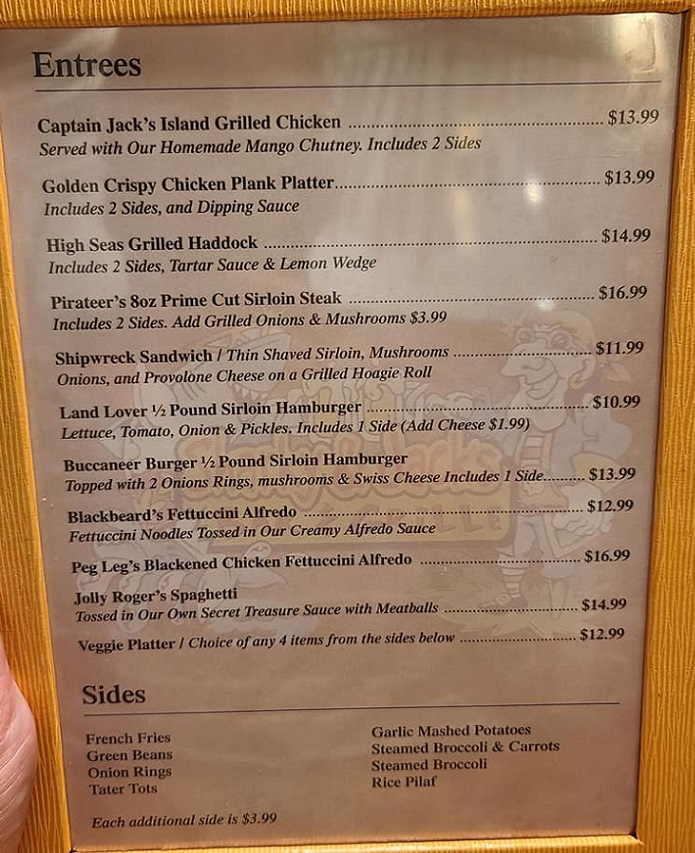 Entrees
Captain Jack's Island Grilled Chicken ........ $13.99
Served with Our Homemade Mango Chutney. Includes 2 Sides
Golden Crispy Chicken Plank Platter........ $13.99
Includes 2 Sides, and Dipping Sauce
High Seas Grilled Haddock ........ $14.99
Includes 2 Sides, Tartar Sauce & Lemon Wedge
Pirateer's 8oz Prime Cut Sirloin Steak ........ $16.99
Includes 2 Sides. Add Grilled Onions & Mushrooms $3.99
Shipwreck Sandwich / Thin Shaved Sirloin, Mushrooms ........ $11.99
Onions, and Provolone Cheese on a Grilled Hoagie Roll
Land Lover ½ Pound Sirloin Hamburger ........ $10.99
Lettuce, Tomato, Onion & Pickles. Includes 1 Side (Add Cheese $1.99)
Buccaneer Burger ½ Pound Sirloin Hamburger
Topped with 2 Onions Rings, mushrooms & Swiss Cheese Includes 1 Side........ $13.99
Blackbeard's Fettuccini Alfredo ........ $12.99
Fettuccini Noodles Tossed in Our Creamy Alfredo Sauce
Peg Leg's Blackened Chicken Fettuccini Alfredo ........ $16.99
Jolly Roger's Spaghetti
Tossed in Our Own Secret Treasure Sauce with Meatballs ........ $14.99
Veggie Platter / Choice of any 4 items from the sides below ........ $12.99
Sides
French Fries
Green Beans
Onion Rings
Tater Tots
Garlic Mashed Potatoes
Steamed Broccoli & Carrots
Steamed Broccoli
Rice Pilaf
Each additional side is $3.99